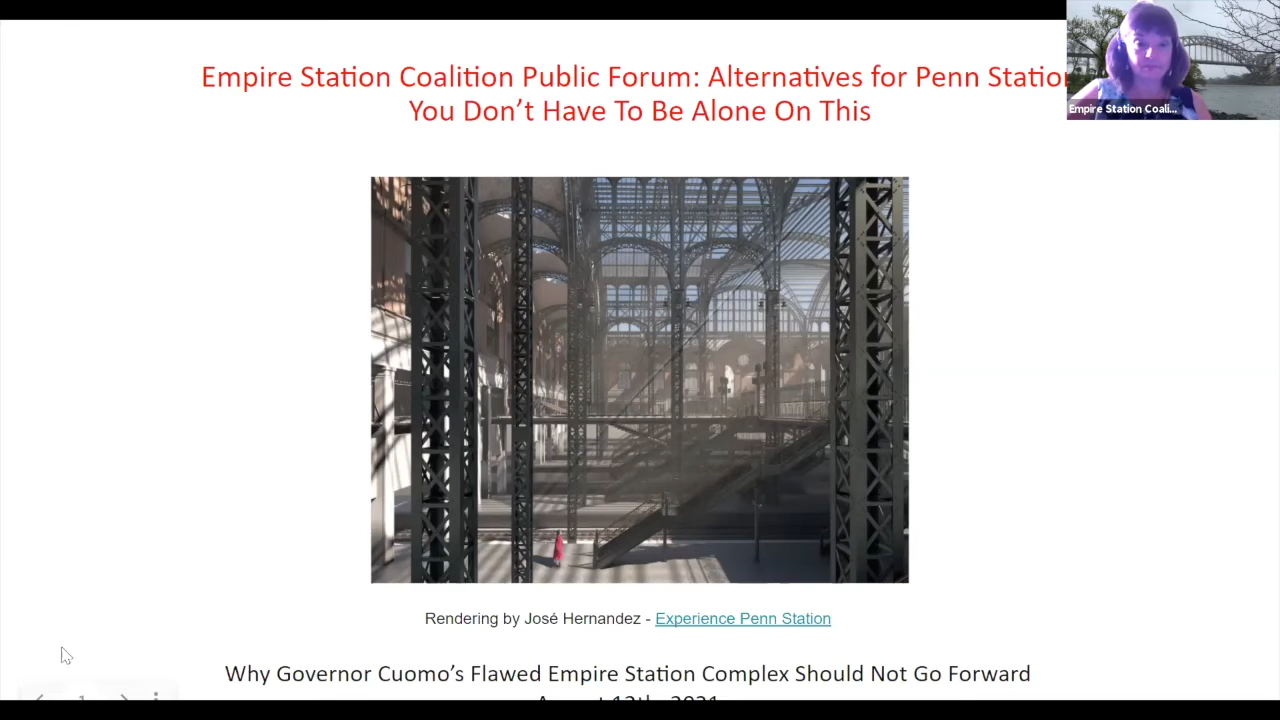 Empire Station Coalition Public Forum: Alternatives for Penn Station
You Don't Have To Be Alone On This
Empire Station Coali...
Rendering by José Hernandez - Experience Penn Station
Why Governor Cuomo's Flawed Empire Station Complex Should Not Go Forward